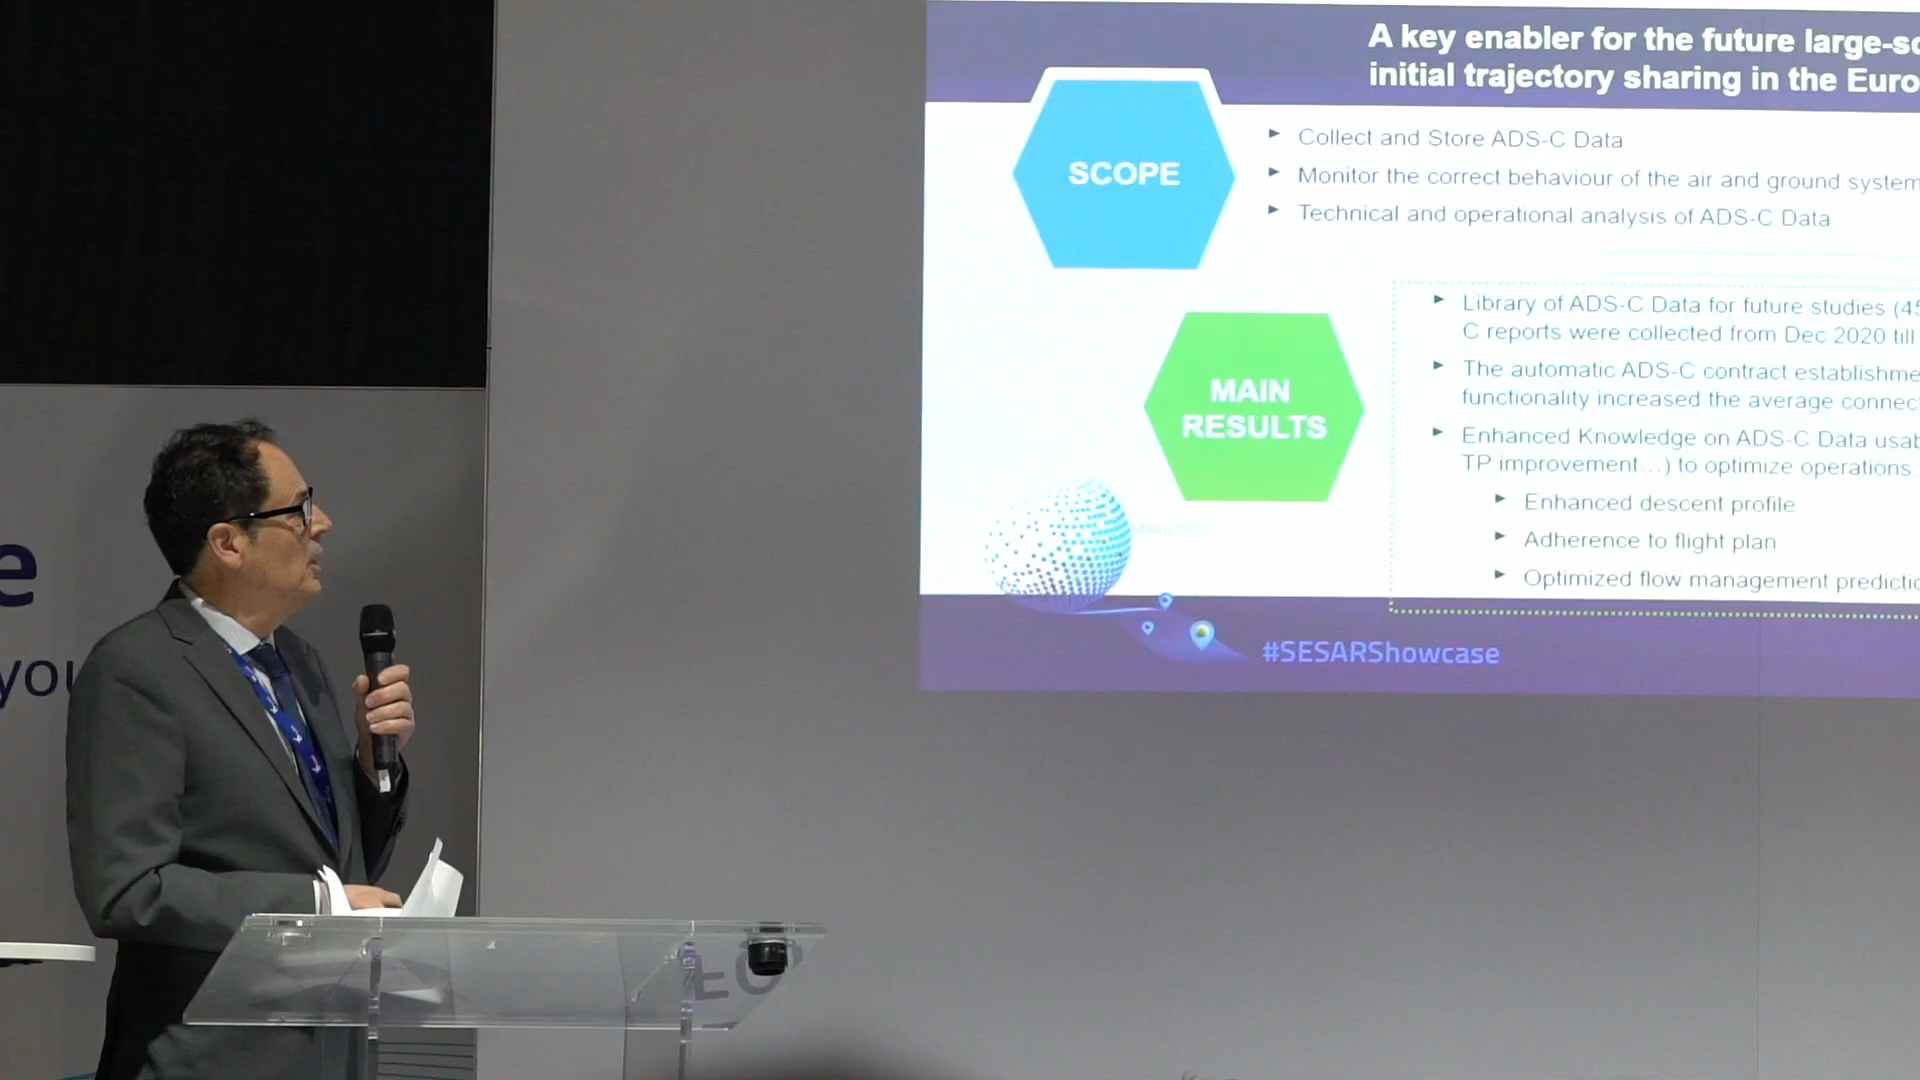 A key enabler for the future large-sc
initial trajectory sharing in the Euro
SCOPE
► Collect and Store ADS-C Data
► Monitor the correct behaviour of the air and ground system
► Technical and operational analysis of ADS-C Data
MAIN
RESULTS
► Library of ADS-C Data for future studies (45
C reports were collected from Dec 2020 till
► The automatic ADS-C contract establishme
functionality increased the average connec
► Enhanced Knowledge on ADS-C Data usab
TP improvement...) to optimize operations:
► Enhanced descent profile
► Adherence to flight plan
► Optimized flow management predictio
#SESARShowcase
e
you